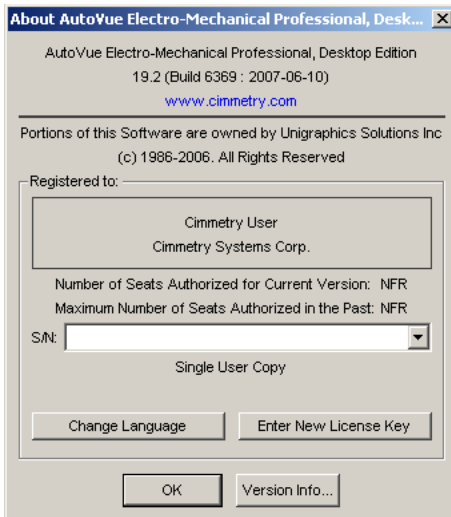 About AutoVue Electro-Mechanical Professional, Desk...
AutoVue Electro-Mechanical Professional, Desktop Edition
19.2 (Build 6369 : 2007-06-10)
www.cimmetry.com
Portions of this Software are owned by Unigraphics Solutions Inc
(c) 1986-2006. All Rights Reserved
Registered to:
Cimmetry User
Cimmetry Systems Corp.
Number of Seats Authorized for Current Version: NFR
Maximum Number of Seats Authorized in the Past: NFR
S/N:
Single User Copy
Change Language Enter New License Key
OK Version Info...